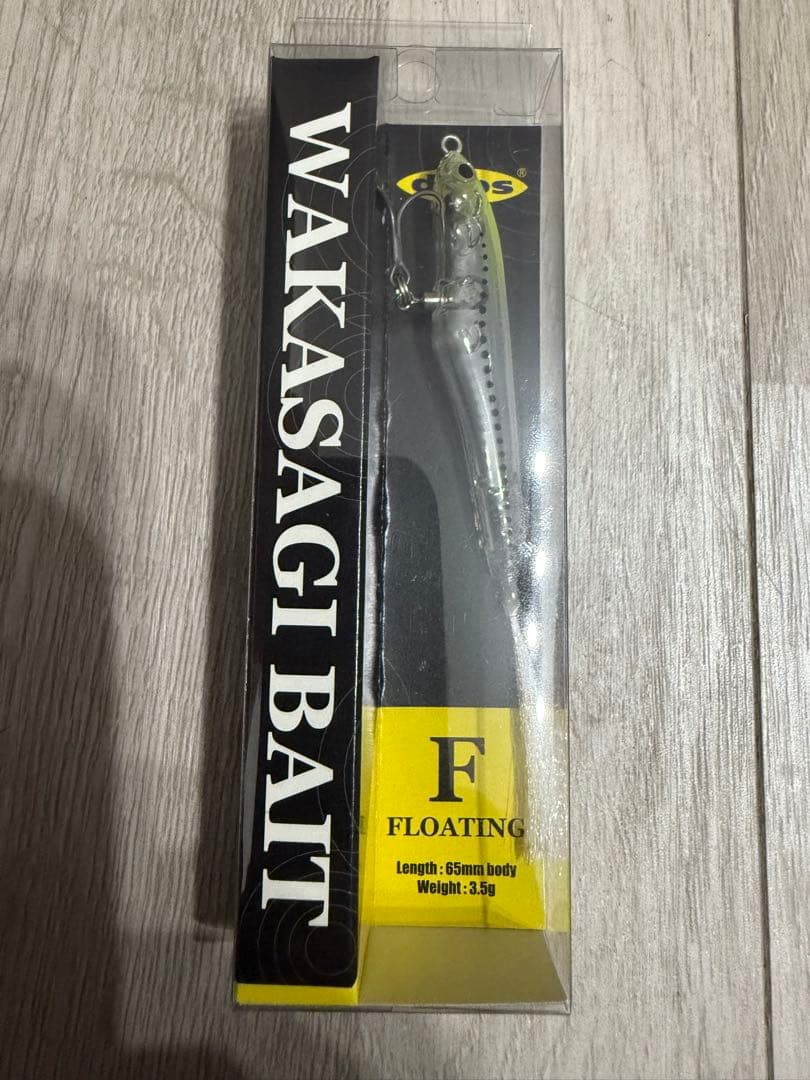 WAKASAGI BAIT
®
F
FLOATING
Length : 65mm body
Weight : 3.5g